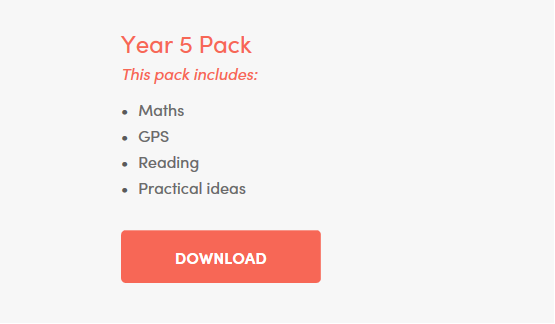 Year 5 Pack
This pack includes:
• Maths
• GPS
• Reading
• Practical ideas
DOWNLOAD